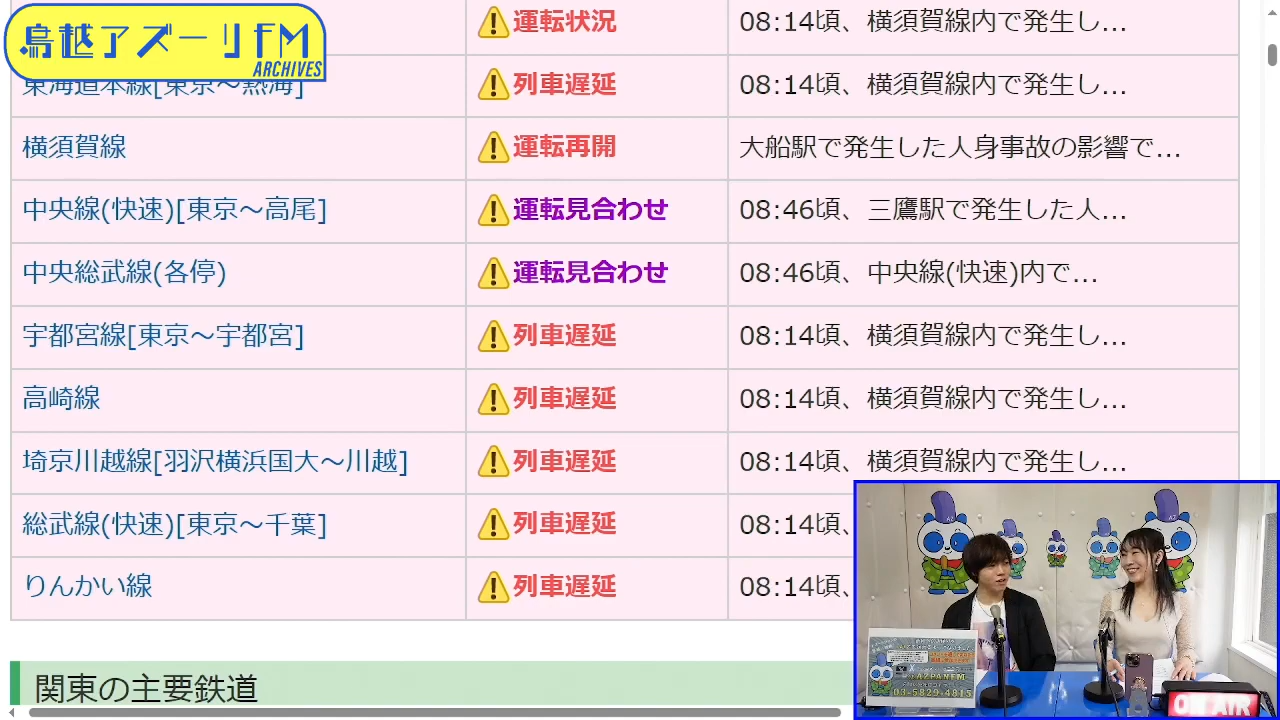 鳥越アズーリFM
ARCHIVES
運転状況 08:14頃、横須賀線内で発生し...
東海道本線[東京～熱海] 列車遅延 08:14頃、横須賀線内で発生し...
横須賀線 運転再開 大船駅で発生した人身事故の影響で...
中央線(快速)[東京～高尾] 運転見合わせ 08:46頃、三鷹駅で発生した人...
中央総武線(各停) 運転見合わせ 08:46頃、中央線(快速)内で...
宇都宮線[東京～宇都宮] 列車遅延 08:14頃、横須賀線内で発生し...
高崎線 列車遅延 08:14頃、横須賀線内で発生し...
埼京川越線[羽沢横浜国大～川越] 列車遅延 08:14頃、横須賀線内で発生し...
総武線(快速)[東京～千葉] 列車遅延 08:14頃、
りんかい線 列車遅延 08:14頃、
関東の主要鉄道
@AZPANFM
03-5829-4815
ON AIR